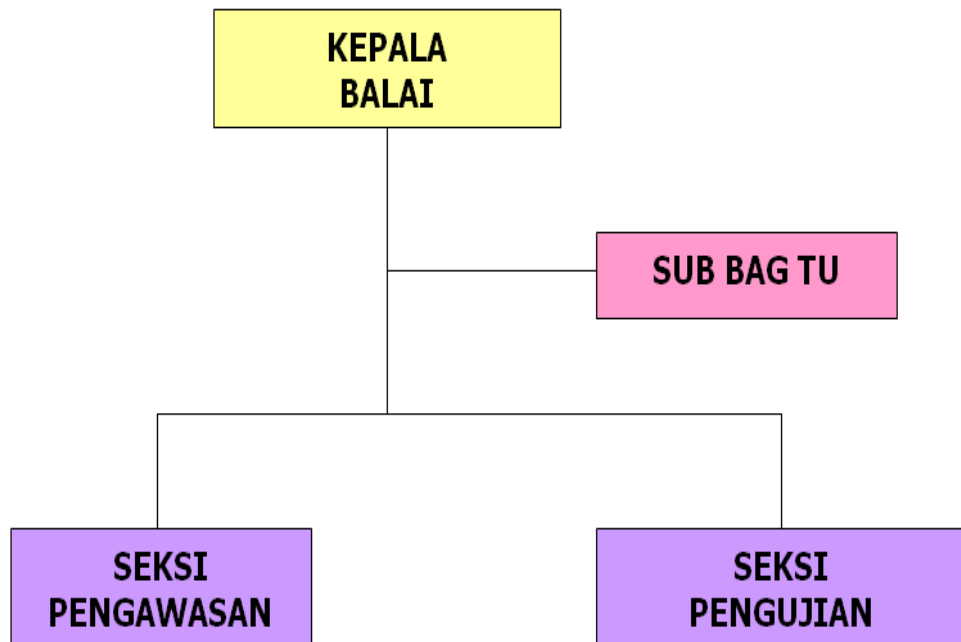 KEPALA
BALAI
SUB BAG TU
SEKSI
PENGAWASAN
SEKSI
PENGUJIAN